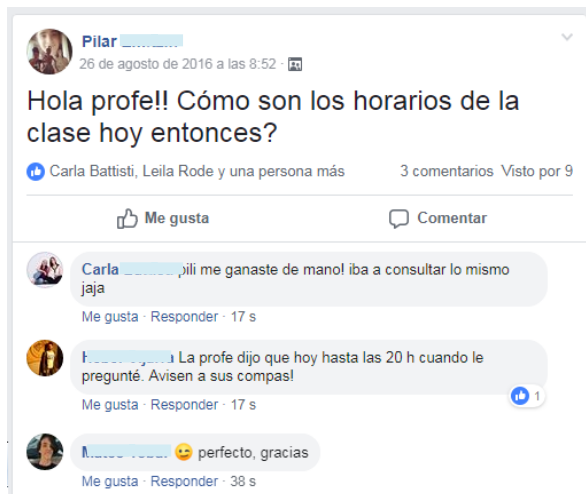 Pilar
26 de agosto de 2016 a las 8:52 ·
Hola profe!! Cómo son los horarios de la
clase hoy entonces?
Carla Battisti, Leila Rode y una persona más 3 comentarios Visto por 9
Me gusta Comentar
Carla pili me ganaste de mano! iba a consultar lo mismo
jaja
Me gusta · Responder · 17 s
La profe dijo que hoy hasta las 20 h cuando le
pregunté. Avisen a sus compas!
1
Me gusta · Responder · 17 s
perfecto, gracias
Me gusta · Responder · 38 s